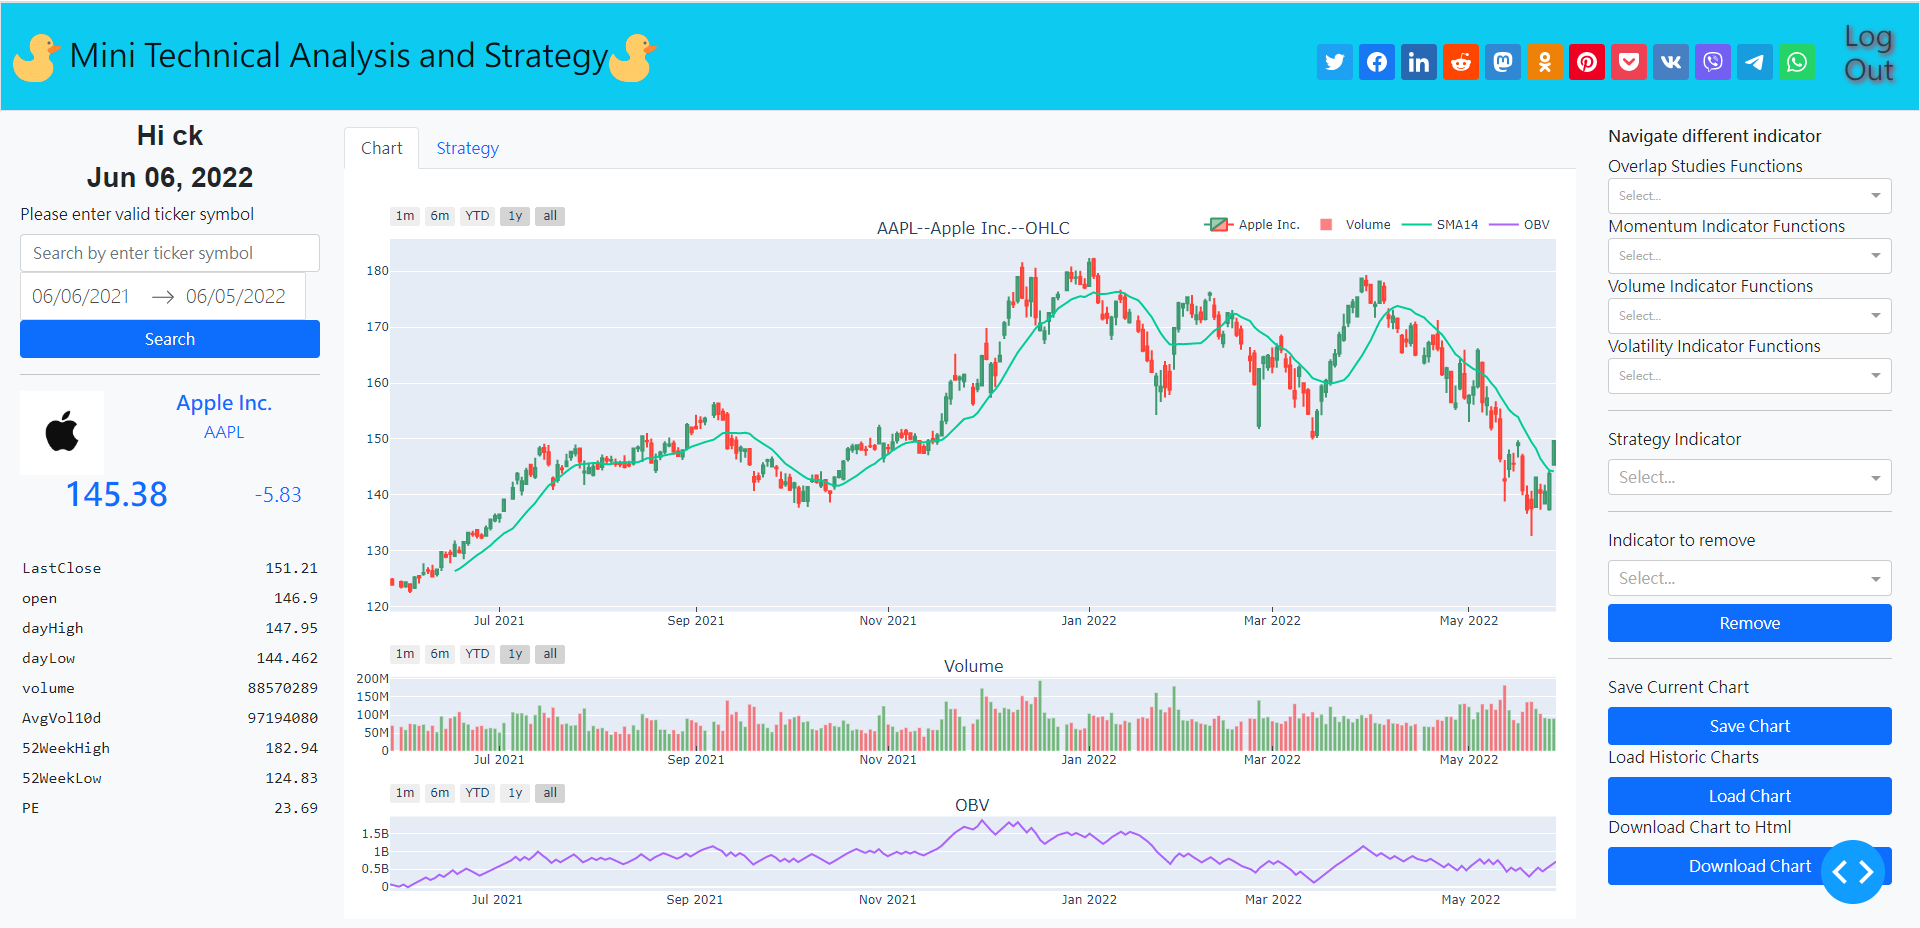 Mini Technical Analysis and Strategy
Log
Out
Hi ck
Jun 06, 2022
Please enter valid ticker symbol
Search by enter ticker symbol
06/06/2021 → 06/05/2022
Search
Apple Inc.
AAPL
145.38 -5.83
LastClose 151.21
open 146.9
dayHigh 147.95
dayLow 144.462
volume 88570289
AvgVol10d 97194080
52WeekHigh 182.94
52WeekLow 124.83
PE 23.69
Chart Strategy
1m 6m YTD 1y all
AAPL--Apple Inc.--OHLC
Apple Inc. Volume SMA14 OBV
180
170
160
150
140
130
120
Jul 2021 Sep 2021 Nov 2021 Jan 2022 Mar 2022 May 2022
1m 6m YTD 1y all
Volume
200M
150M
100M
50M
0
Jul 2021 Sep 2021 Nov 2021 Jan 2022 Mar 2022 May 2022
1m 6m YTD 1y all
OBV
1.5B
1B
0.5B
0
Jul 2021 Sep 2021 Nov 2021 Jan 2022 Mar 2022 May 2022
Navigate different indicator
Overlap Studies Functions
Select...
Momentum Indicator Functions
Select...
Volume Indicator Functions
Select...
Volatility Indicator Functions
Select...
Strategy Indicator
Select...
Indicator to remove
Select...
Remove
Save Current Chart
Save Chart
Load Historic Charts
Load Chart
Download Chart to Html
Download Chart